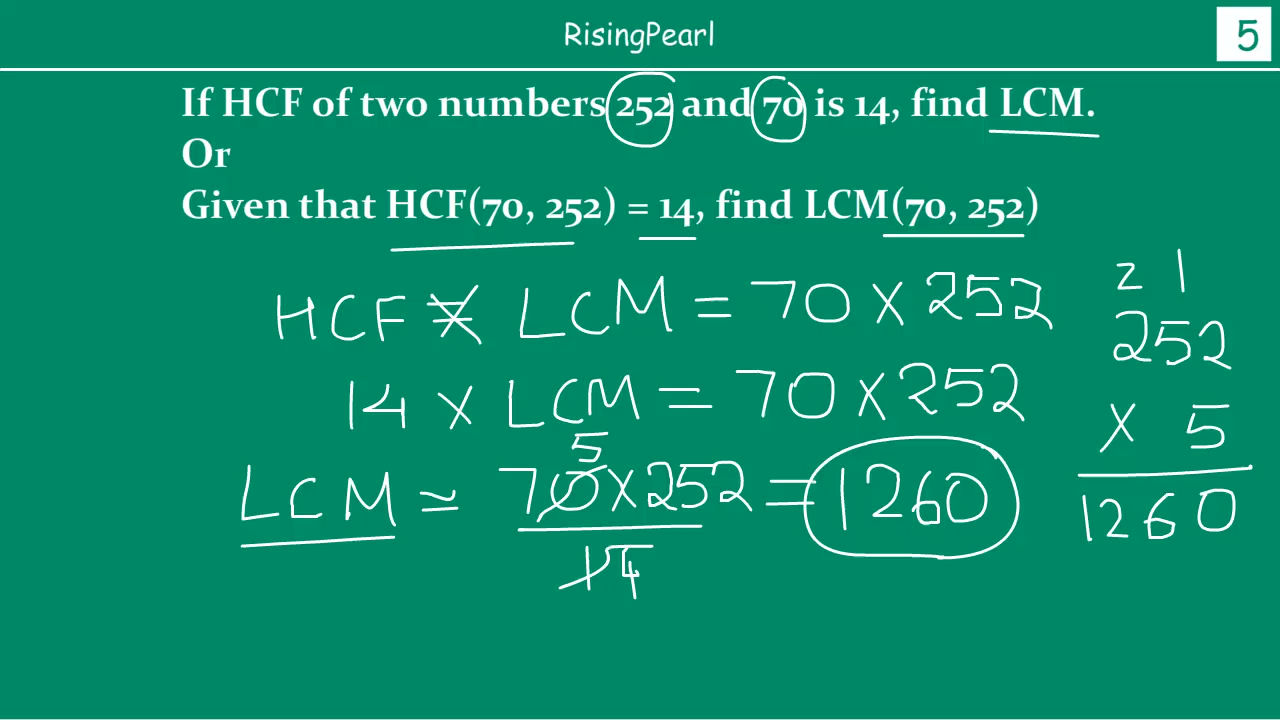 RisingPearl
5
If HCF of two numbers 252 and 70 is 14, find LCM.
Or
Given that HCF(70, 252) = 14, find LCM(70, 252)
HCF × LCM = 70 × 252
14 × LCM = 70 × 252
5
LCM = 70 × 252 = 1260
14
2 1
252
× 5
1260